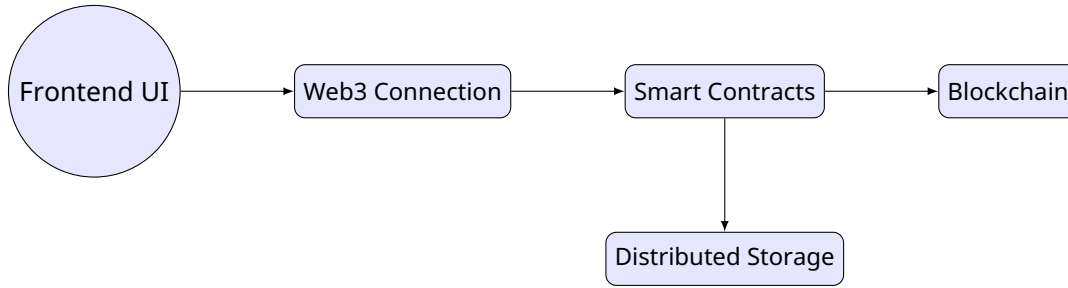 Frontend UI
Web3 Connection
Smart Contracts
Blockchain
Distributed Storage